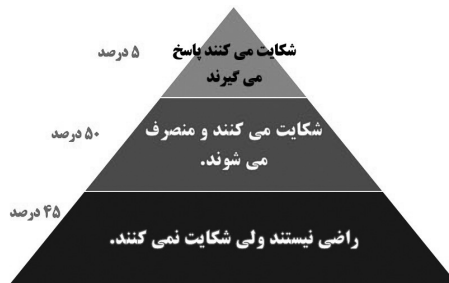 ۵ درصد
شکایت می کنند پاسخ
می گیرند
۵۰ درصد
شکایت می کنند و منصرف
می شوند.
۴۵ درصد
راضی نیستند ولی شکایت نمی کنند.